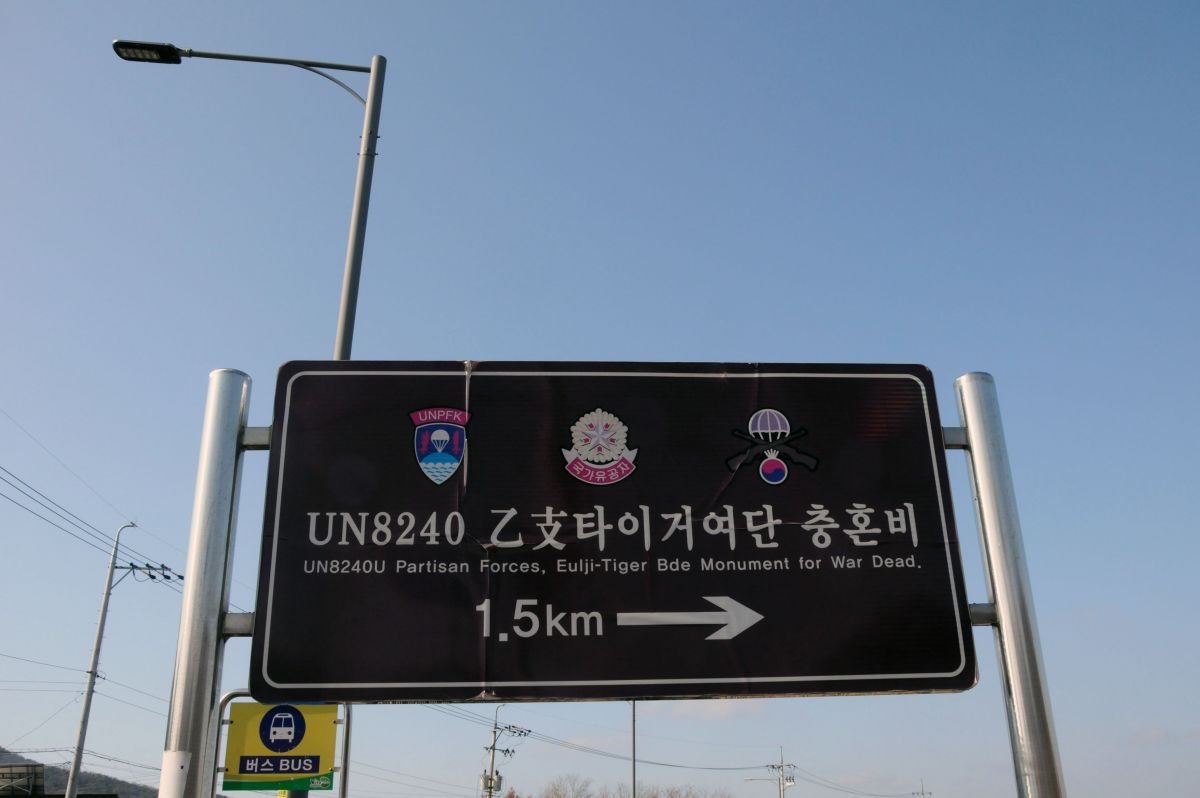 UNPFK
국가유공자
UN8240 乙支타이거여단 충혼비
UN8240U Partisan Forces, Eulji-Tiger Bde Monument for War Dead.
1.5km
버스 BUS